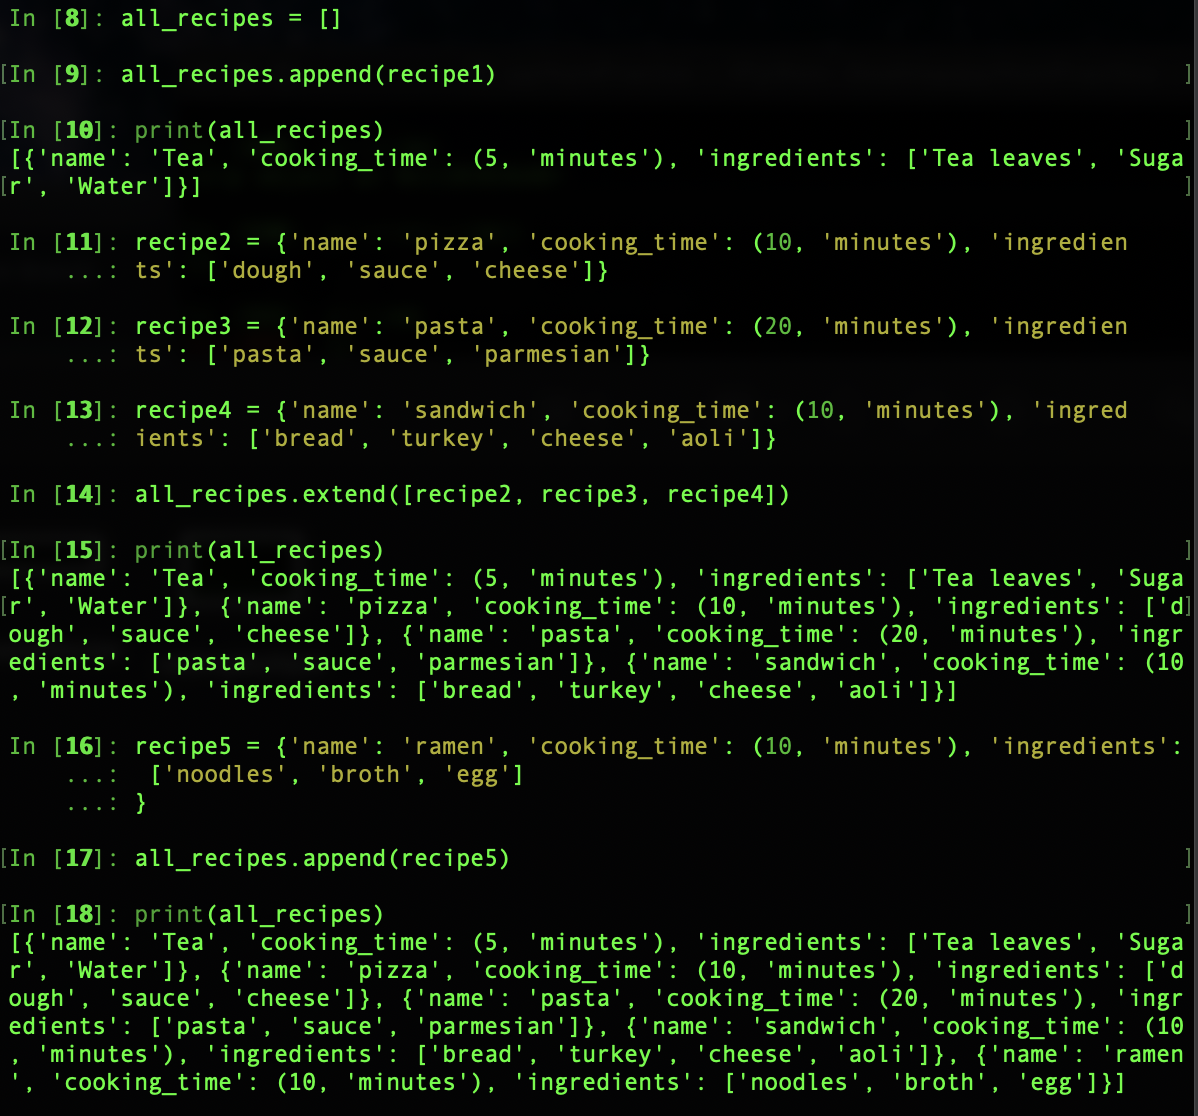 In [8]: all_recipes = []
[In [9]: all_recipes.append(recipe1) ]
[In [10]: print(all_recipes) ]
[{'name': 'Tea', 'cooking_time': (5, 'minutes'), 'ingredients': ['Tea leaves', 'Suga
[r', 'Water']}] ]
In [11]: recipe2 = {'name': 'pizza', 'cooking_time': (10, 'minutes'), 'ingredien
...: ts': ['dough', 'sauce', 'cheese']}
In [12]: recipe3 = {'name': 'pasta', 'cooking_time': (20, 'minutes'), 'ingredien
...: ts': ['pasta', 'sauce', 'parmesian']}
In [13]: recipe4 = {'name': 'sandwich', 'cooking_time': (10, 'minutes'), 'ingred
...: ients': ['bread', 'turkey', 'cheese', 'aoli']}
In [14]: all_recipes.extend([recipe2, recipe3, recipe4])
[In [15]: print(all_recipes) ]
[{'name': 'Tea', 'cooking_time': (5, 'minutes'), 'ingredients': ['Tea leaves', 'Suga
[r', 'Water']}, {'name': 'pizza', 'cooking_time': (10, 'minutes'), 'ingredients': ['d]
ough', 'sauce', 'cheese']}, {'name': 'pasta', 'cooking_time': (20, 'minutes'), 'ingr
edients': ['pasta', 'sauce', 'parmesian']}, {'name': 'sandwich', 'cooking_time': (10
, 'minutes'), 'ingredients': ['bread', 'turkey', 'cheese', 'aoli']}]
In [16]: recipe5 = {'name': 'ramen', 'cooking_time': (10, 'minutes'), 'ingredients':
...:  ['noodles', 'broth', 'egg']
...: }
[In [17]: all_recipes.append(recipe5) ]
[In [18]: print(all_recipes) ]
[{'name': 'Tea', 'cooking_time': (5, 'minutes'), 'ingredients': ['Tea leaves', 'Suga
r', 'Water']}, {'name': 'pizza', 'cooking_time': (10, 'minutes'), 'ingredients': ['d
ough', 'sauce', 'cheese']}, {'name': 'pasta', 'cooking_time': (20, 'minutes'), 'ingr
edients': ['pasta', 'sauce', 'parmesian']}, {'name': 'sandwich', 'cooking_time': (10
, 'minutes'), 'ingredients': ['bread', 'turkey', 'cheese', 'aoli']}, {'name': 'ramen
', 'cooking_time': (10, 'minutes'), 'ingredients': ['noodles', 'broth', 'egg']}]